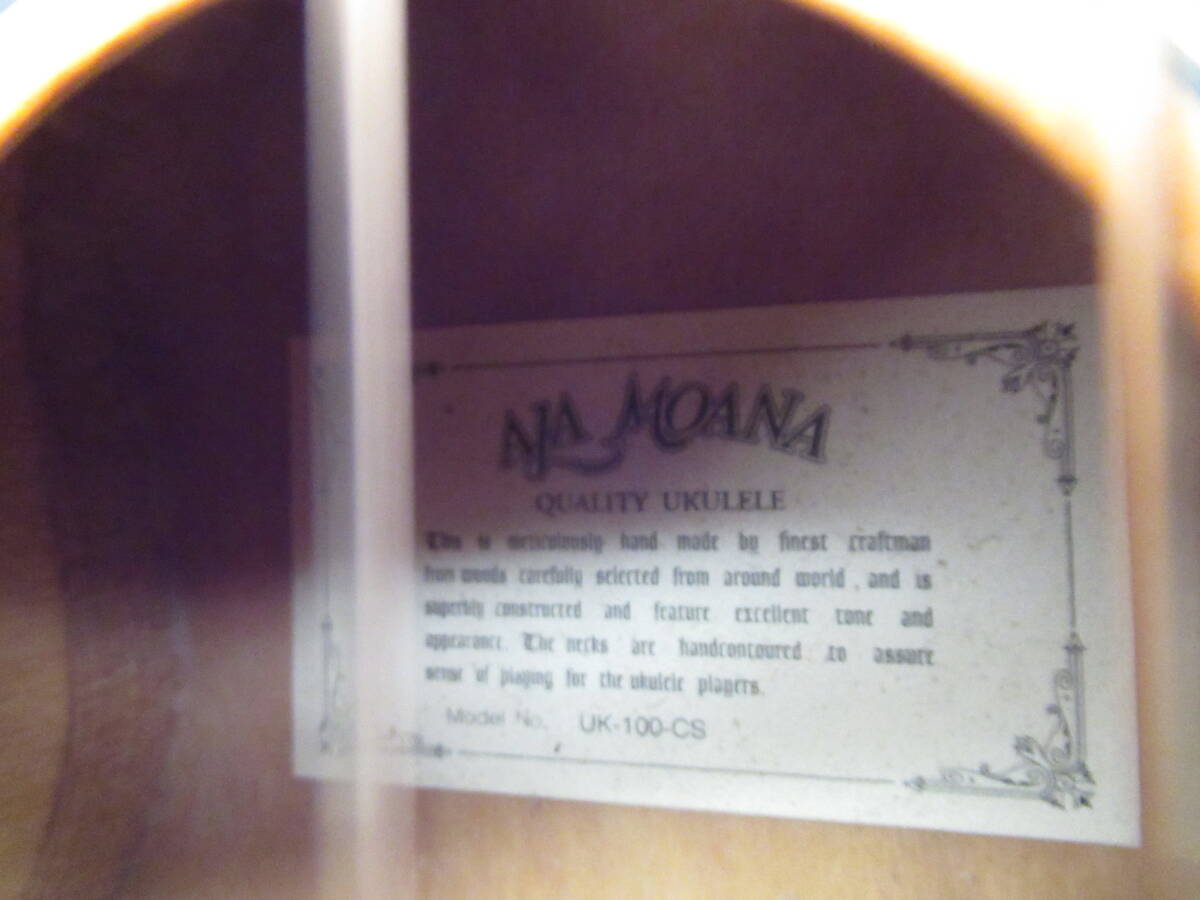 NA MOANA
QUALITY UKULELE
This is meticulously hand made by finest craftman
from woods carefully selected from around world , and is
superbly constructed and feature excellent tone and
appearance. The necks are handcontoured to assure
sense of playing for the ukulele players.
Model No. UK-100-CS